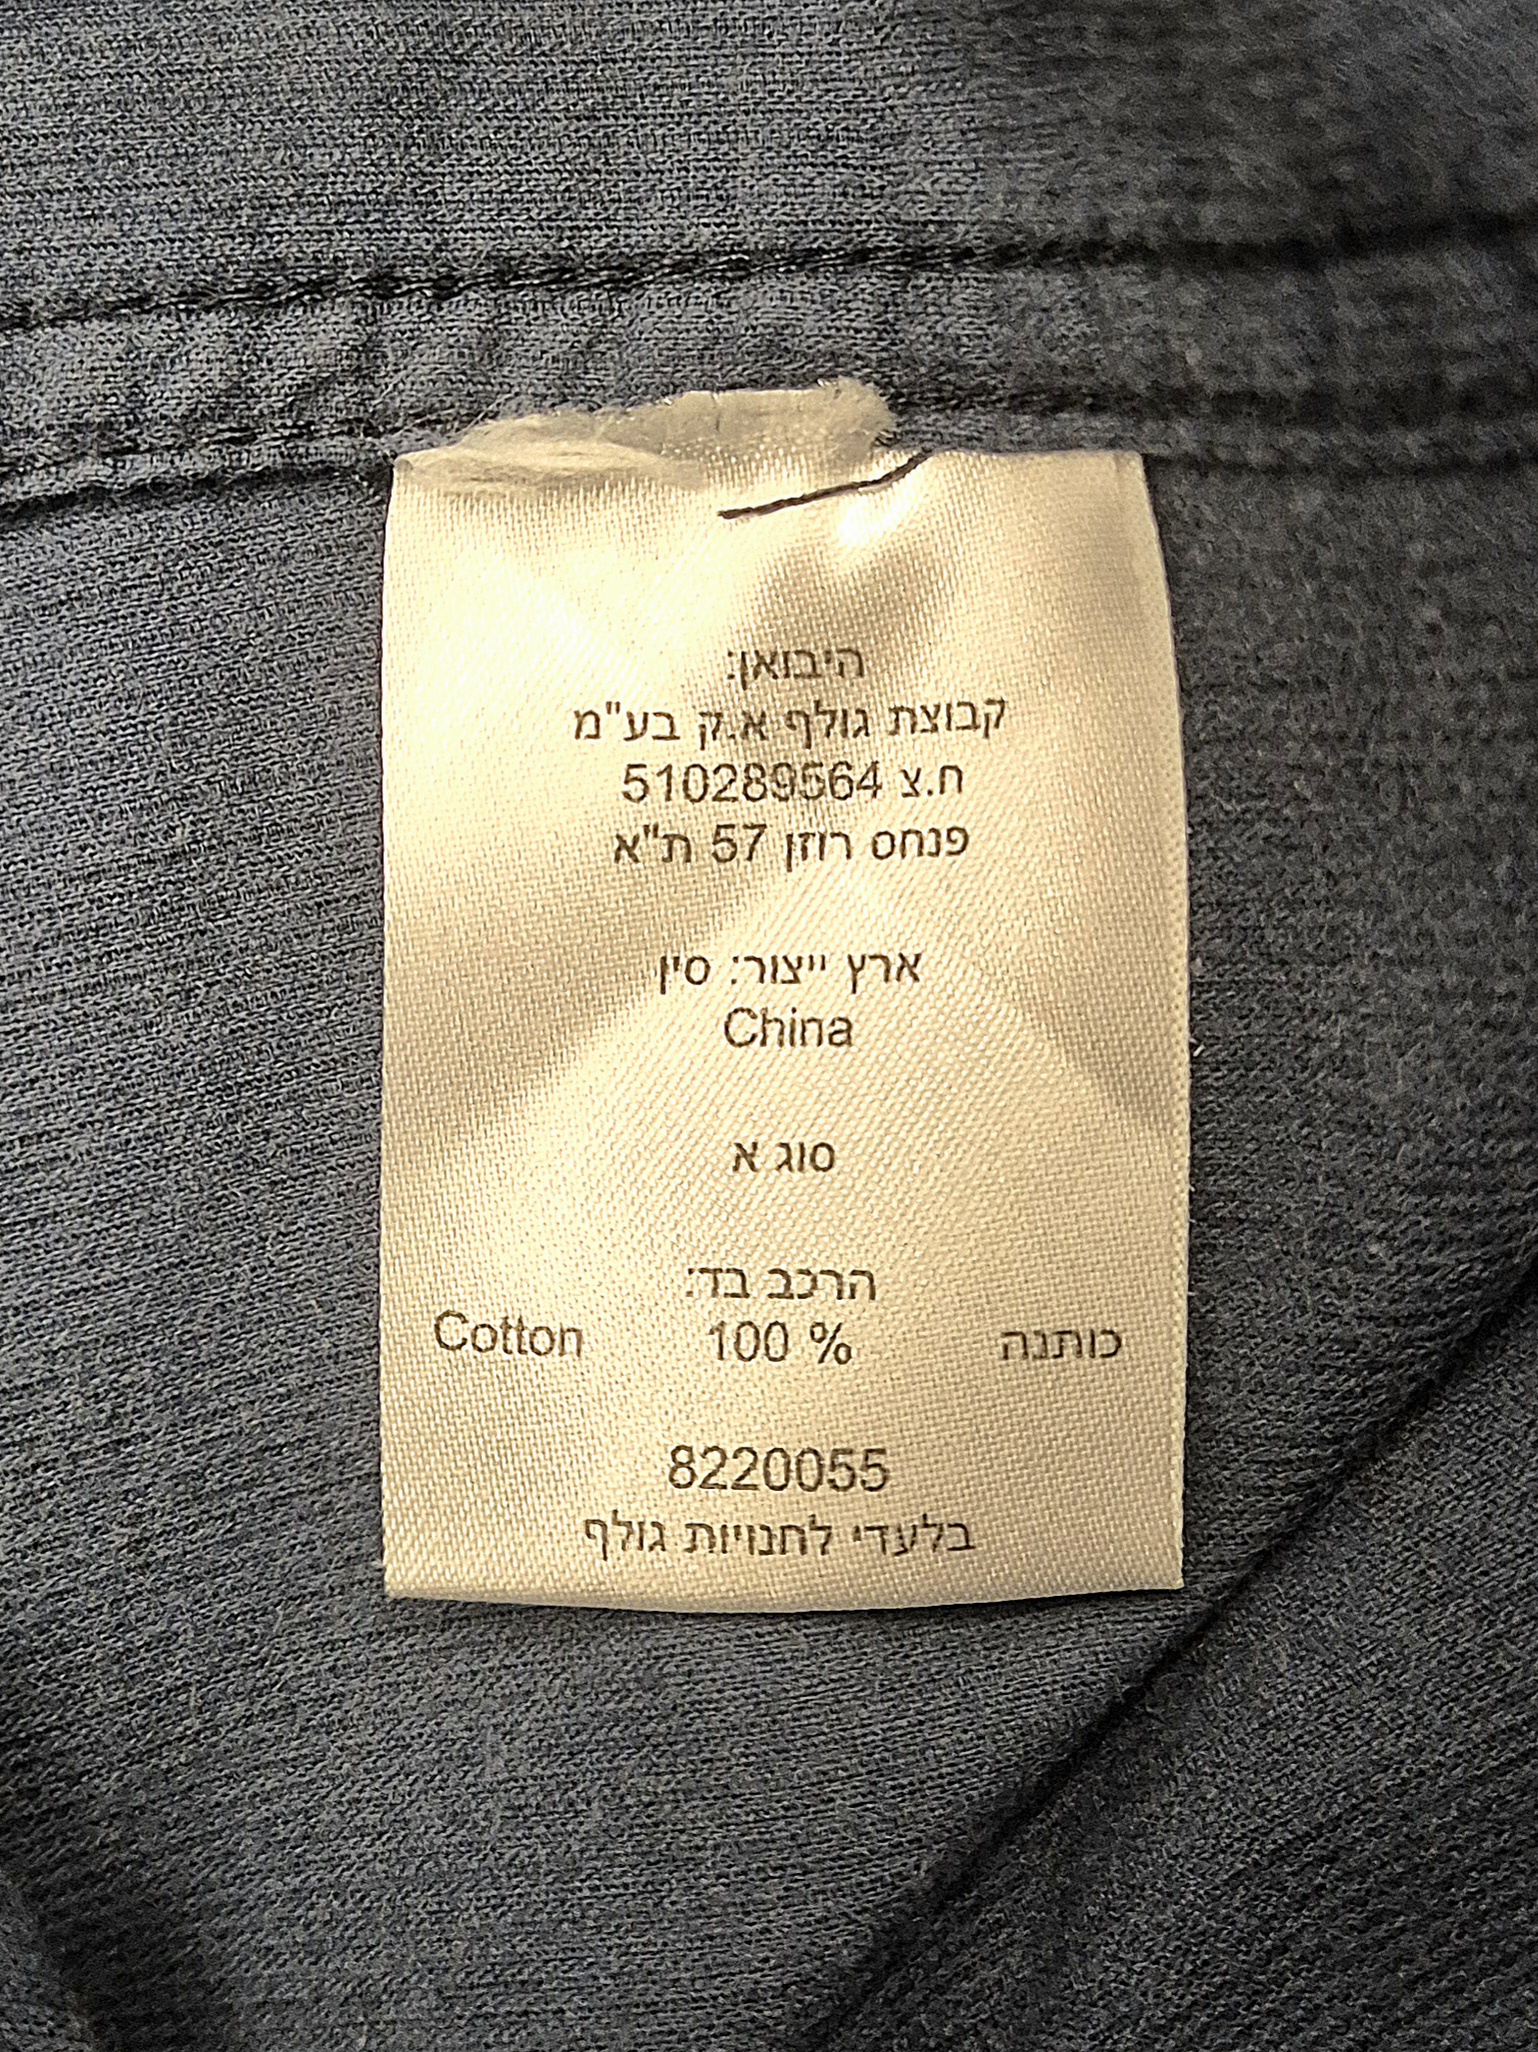 היבואן:
קבוצת גולף א.ק בע"מ
ח.צ 510289564
פנחס רוזן 57 ת"א
ארץ ייצור: סין
China
סוג א
הרכב בד:
כותנה 100 % Cotton
8220055
בלעדי לחנויות גולף